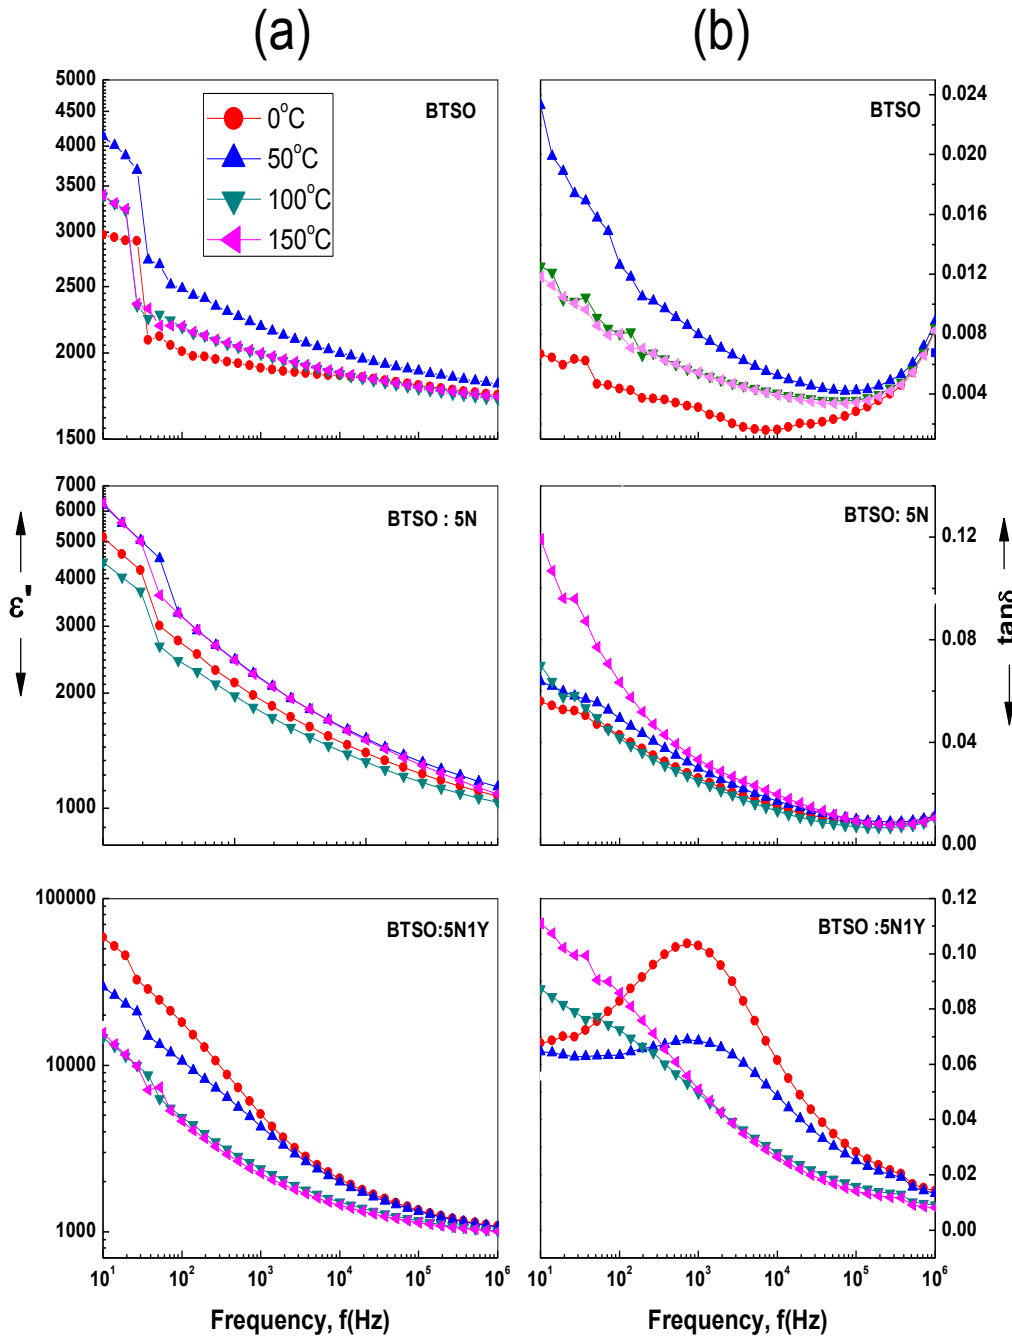 (a)
(b)
5000
4500
4000
3500
3000
2500
2000
1500
BTSO
0°C
50°C
100°C
150°C
BTSO
0.024
0.020
0.016
0.012
0.008
0.004
7000
6000
5000
4000
3000
2000
1000
BTSO : 5N
BTSO: 5N
0.12
0.08
0.04
0.00
ε'
tanδ
100000
10000
1000
BTSO:5N1Y
BTSO :5N1Y
0.12
0.10
0.08
0.06
0.04
0.02
0.00
10¹ 10² 10³ 10⁴ 10⁵ 10⁶
10¹ 10² 10³ 10⁴ 10⁵ 10⁶
Frequency, f(Hz)
Frequency, f(Hz)